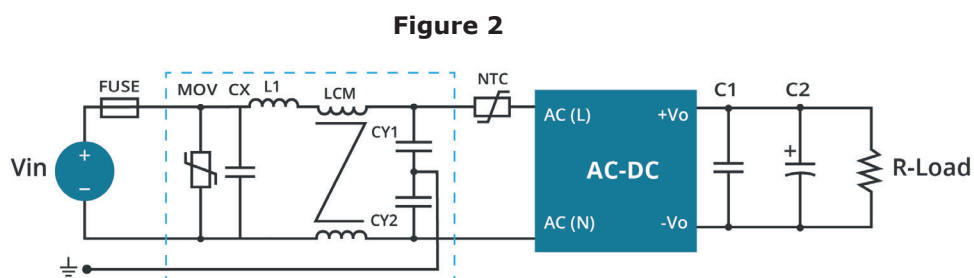 Figure 2
FUSE
MOV
CX
L1
LCM
NTC
C1
C2
CY1
AC (L)
+Vo
Vin
+
−
AC-DC
+
R-Load
CY2
AC (N)
-Vo